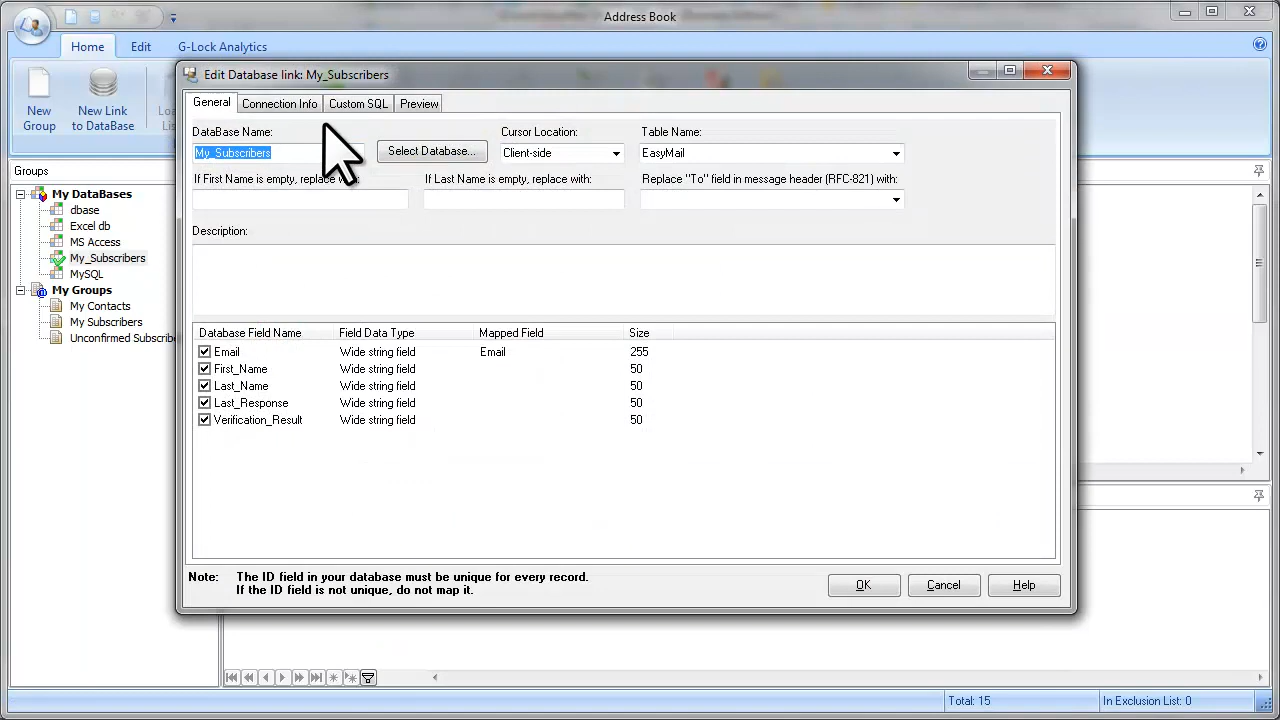 Address Book
Home Edit G-Lock Analytics
New Group
New Link to DataBase
Groups
My DataBases
dbase
Excel db
MS Access
My_Subscribers
MySQL
My Groups
My Contacts
My Subscribers
Unconfirmed Subscribe
Edit Database link: My_Subscribers
General Connection Info Custom SQL Preview
DataBase Name: Cursor Location: Table Name:
My_Subscribers Select Database... Client-side EasyMail
If First Name is empty, replace with: If Last Name is empty, replace with: Replace "To" field in message header (RFC-821) with:
Description:
Database Field Name Field Data Type Mapped Field Size
Email Wide string field Email 255
First_Name Wide string field 50
Last_Name Wide string field 50
Last_Response Wide string field 50
Verification_Result Wide string field 50
Note: The ID field in your database must be unique for every record.
If the ID field is not unique, do not map it.
OK Cancel Help
Total: 15 In Exclusion List: 0